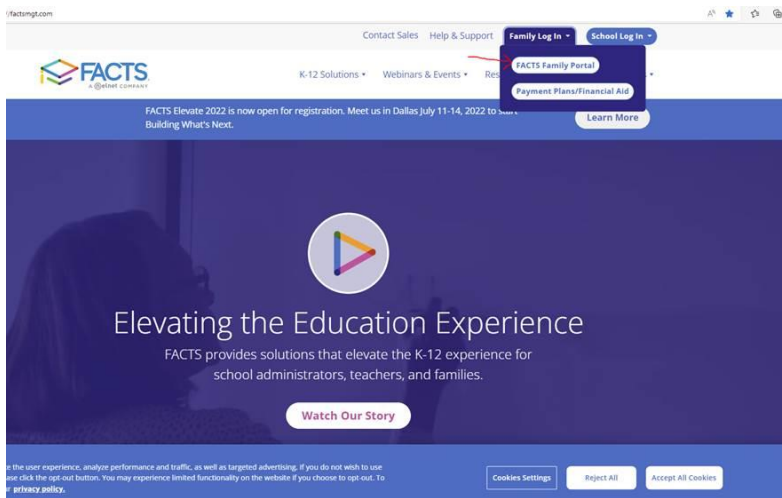 /factsmgt.com
Contact Sales Help & Support Family Log In School Log In
FACTS
A nelnet COMPANY
K-12 Solutions Webinars & Events Res
FACTS Family Portal
Payment Plans/Financial Aid
FACTS Elevate 2022 is now open for registration. Meet us in Dallas July 11-14, 2022 to start
Building What's Next.
Learn More
Elevating the Education Experience
FACTS provides solutions that elevate the K-12 experience for
school administrators, teachers, and families.
Watch Our Story
e the user experience, analyze performance and traffic, as well as targeted advertising. If you do not wish to use
ase click the opt-out button. You may experience limited functionality on the website if you choose to opt-out. To
r privacy policy.
Cookies Settings
Reject All
Accept All Cookies